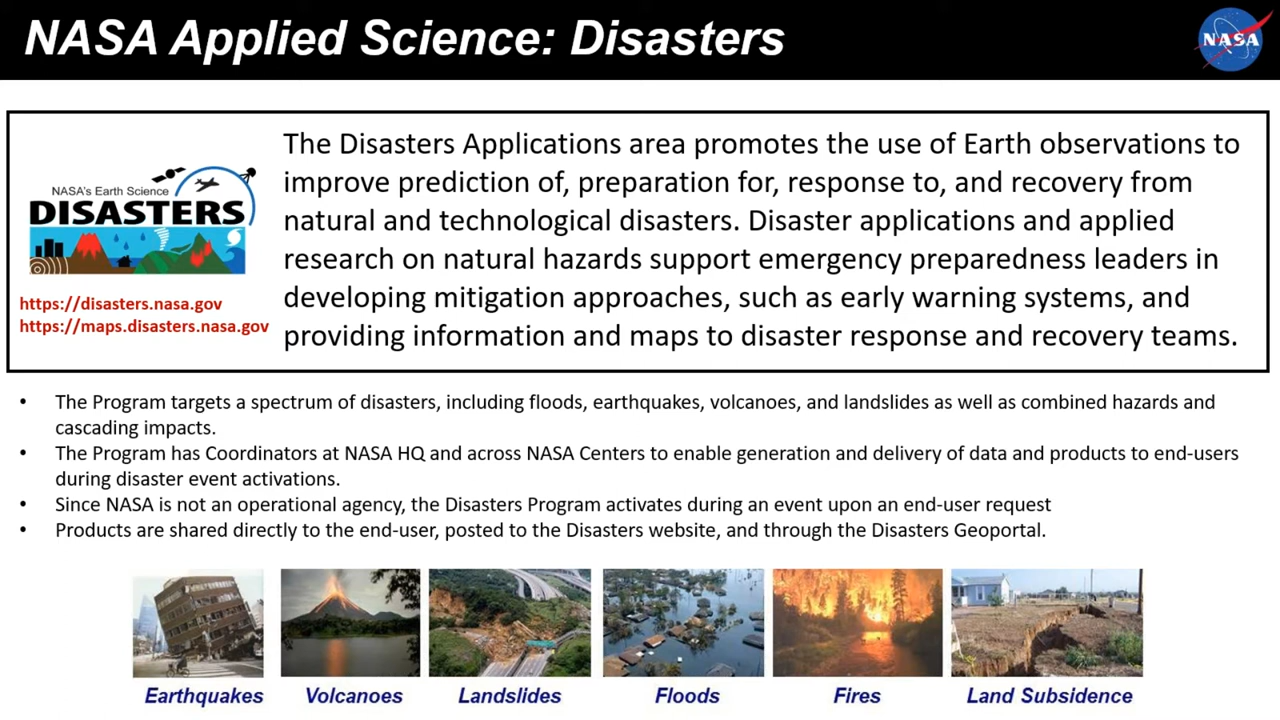 NASA Applied Science: Disasters
NASA
NASA's Earth Science
DISASTERS
https://disasters.nasa.gov
https://maps.disasters.nasa.gov
The Disasters Applications area promotes the use of Earth observations to
improve prediction of, preparation for, response to, and recovery from
natural and technological disasters. Disaster applications and applied
research on natural hazards support emergency preparedness leaders in
developing mitigation approaches, such as early warning systems, and
providing information and maps to disaster response and recovery teams.
• The Program targets a spectrum of disasters, including floods, earthquakes, volcanoes, and landslides as well as combined hazards and
cascading impacts.
• The Program has Coordinators at NASA HQ and across NASA Centers to enable generation and delivery of data and products to end-users
during disaster event activations.
• Since NASA is not an operational agency, the Disasters Program activates during an event upon an end-user request
• Products are shared directly to the end-user, posted to the Disasters website, and through the Disasters Geoportal.
Earthquakes
Volcanoes
Landslides
Floods
Fires
Land Subsidence